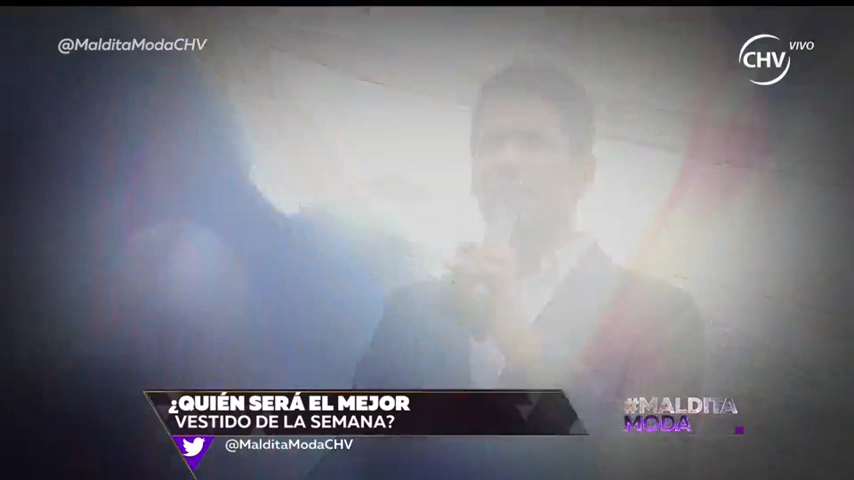 @MalditaModaCHV
CHV VIVO
¿QUIÉN SERÁ EL MEJOR
VESTIDO DE LA SEMANA?
#MALDITA
MODA
@MalditaModaCHV